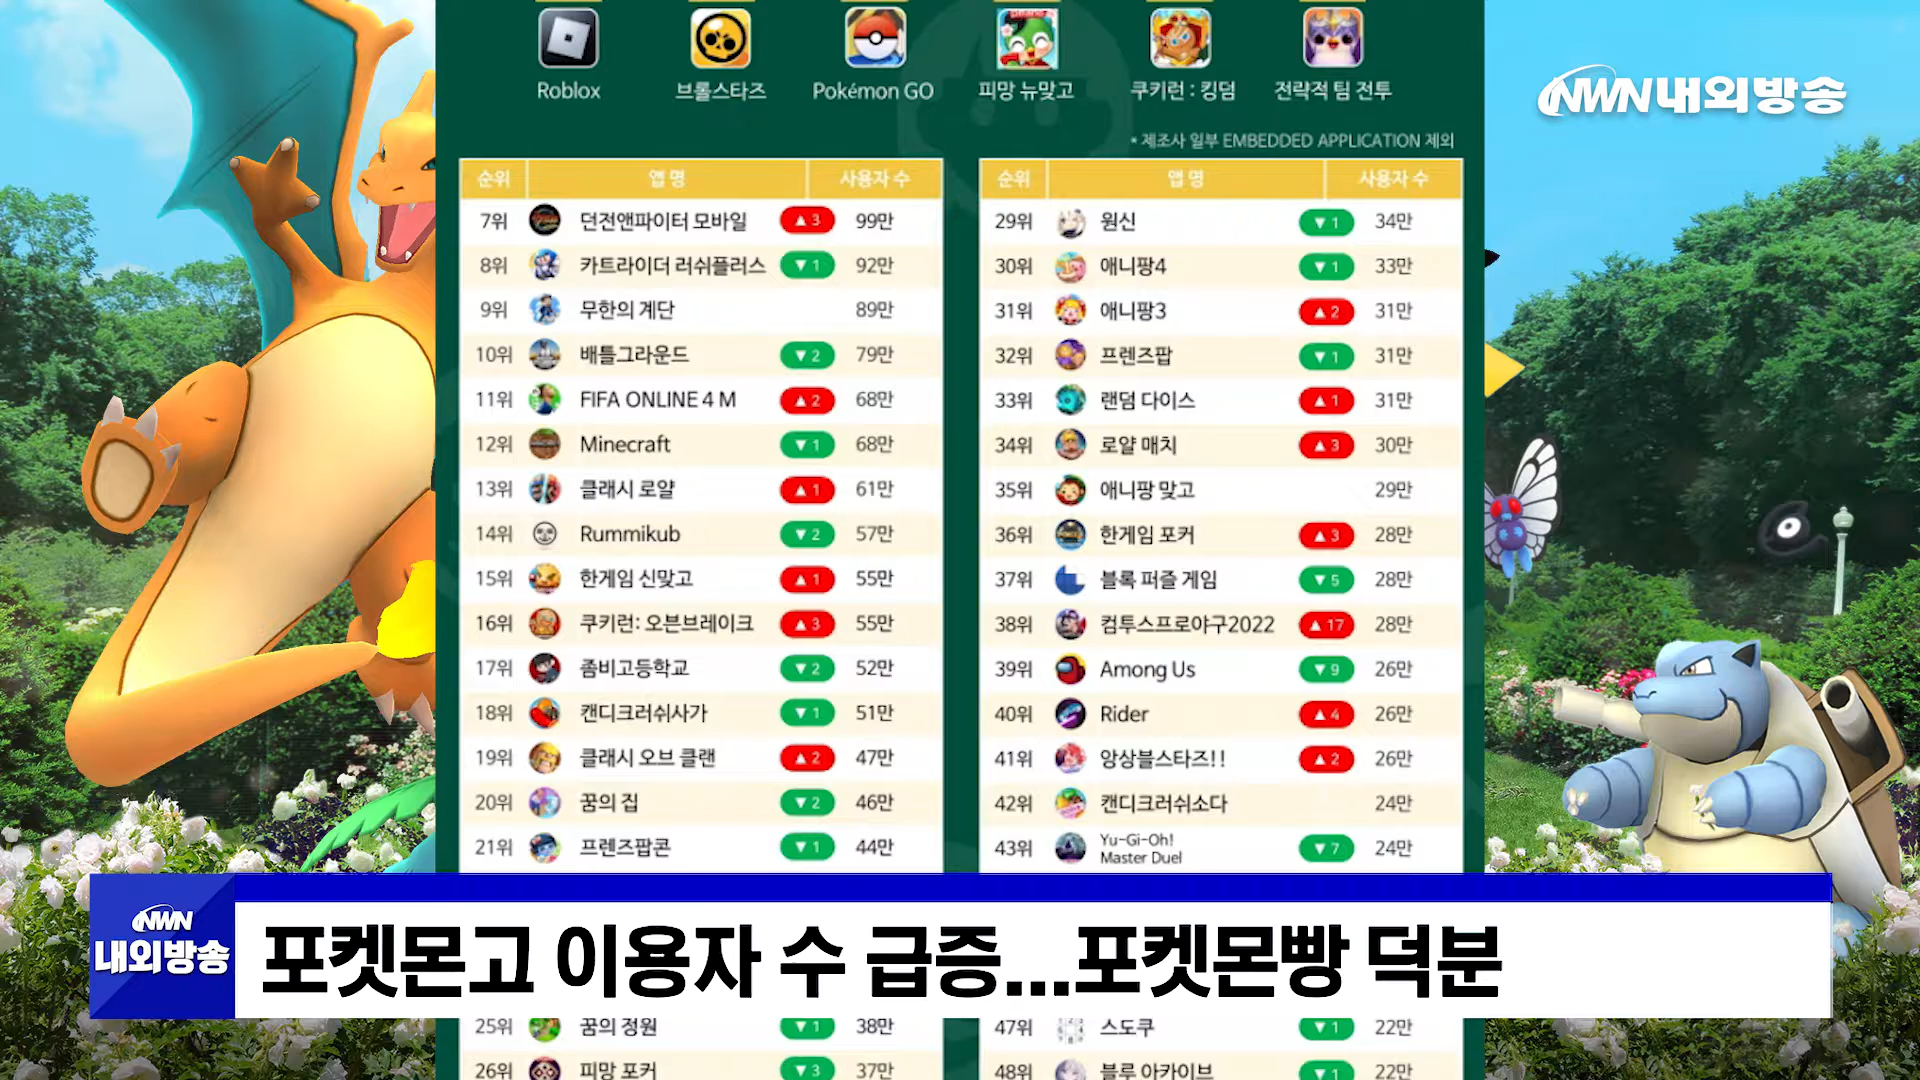 Roblox 브롤스타즈 Pokémon GO 피망 뉴맞고 쿠키런 : 킹덤 전략적 팀 전투
NWN내외방송
* 제조사 일부 EMBEDDED APPLICATION 제외
순위 앱 명 사용자 수
7위 던전앤파이터 모바일 ▲3 99만
8위 카트라이더 러쉬플러스 ▼1 92만
9위 무한의 계단 89만
10위 배틀그라운드 ▼2 79만
11위 FIFA ONLINE 4 M ▲2 68만
12위 Minecraft ▼1 68만
13위 클래시 로얄 ▲1 61만
14위 Rummikub ▼2 57만
15위 한게임 신맞고 ▲1 55만
16위 쿠키런: 오븐브레이크 ▲3 55만
17위 좀비고등학교 ▼2 52만
18위 캔디크러쉬사가 ▼1 51만
19위 클래시 오브 클랜 ▲2 47만
20위 꿈의 집 ▼2 46만
21위 프렌즈팝콘 ▼1 44만
25위 꿈의 정원 ▼1 38만
26위 피망 포커 ▼3 37만
순위 앱 명 사용자 수
29위 원신 ▼1 34만
30위 애니팡4 ▼1 33만
31위 애니팡3 ▲2 31만
32위 프렌즈팝 ▼1 31만
33위 랜덤 다이스 ▲1 31만
34위 로얄 매치 ▲3 30만
35위 애니팡 맞고 29만
36위 한게임 포커 ▲3 28만
37위 블록 퍼즐 게임 ▼5 28만
38위 컴투스프로야구2022 ▲17 28만
39위 Among Us ▼9 26만
40위 Rider ▲4 26만
41위 앙상블스타즈!! ▲2 26만
42위 캔디크러쉬소다 24만
43위 Yu-Gi-Oh! Master Duel ▼7 24만
47위 스도쿠 ▼1 22만
48위 블루 아카이브 ▼1 22만
NWN
내외방송
포켓몬고 이용자 수 급증...포켓몬빵 덕분